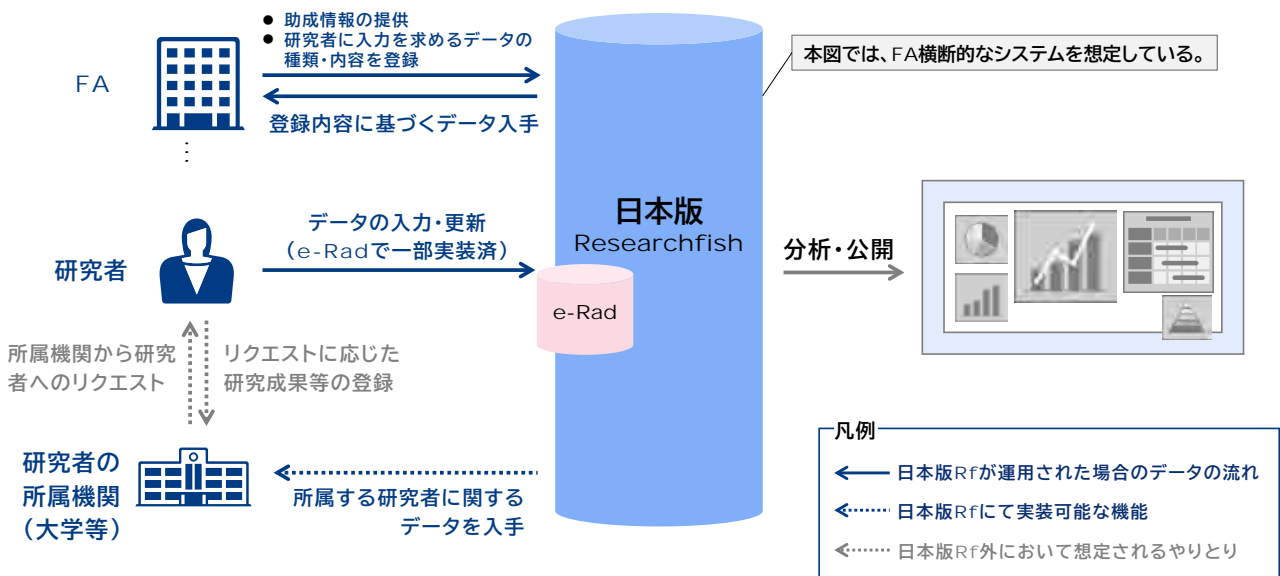 ● 助成情報の提供
● 研究者に入力を求めるデータの
種類・内容を登録
本図では、FA横断的なシステムを想定している。
FA
登録内容に基づくデータ入手
⋮
データの入力・更新
(e-Radで一部実装済)
研究者
日本版
Researchfish
分析・公開
e-Rad
所属機関から研究
者へのリクエスト
リクエストに応じた
研究成果等の登録
研究者の
所属機関
(大学等)
所属する研究者に関する
データを入手
凡例
日本版Rfが運用された場合のデータの流れ
日本版Rfにて実装可能な機能
日本版Rf外において想定されるやりとり